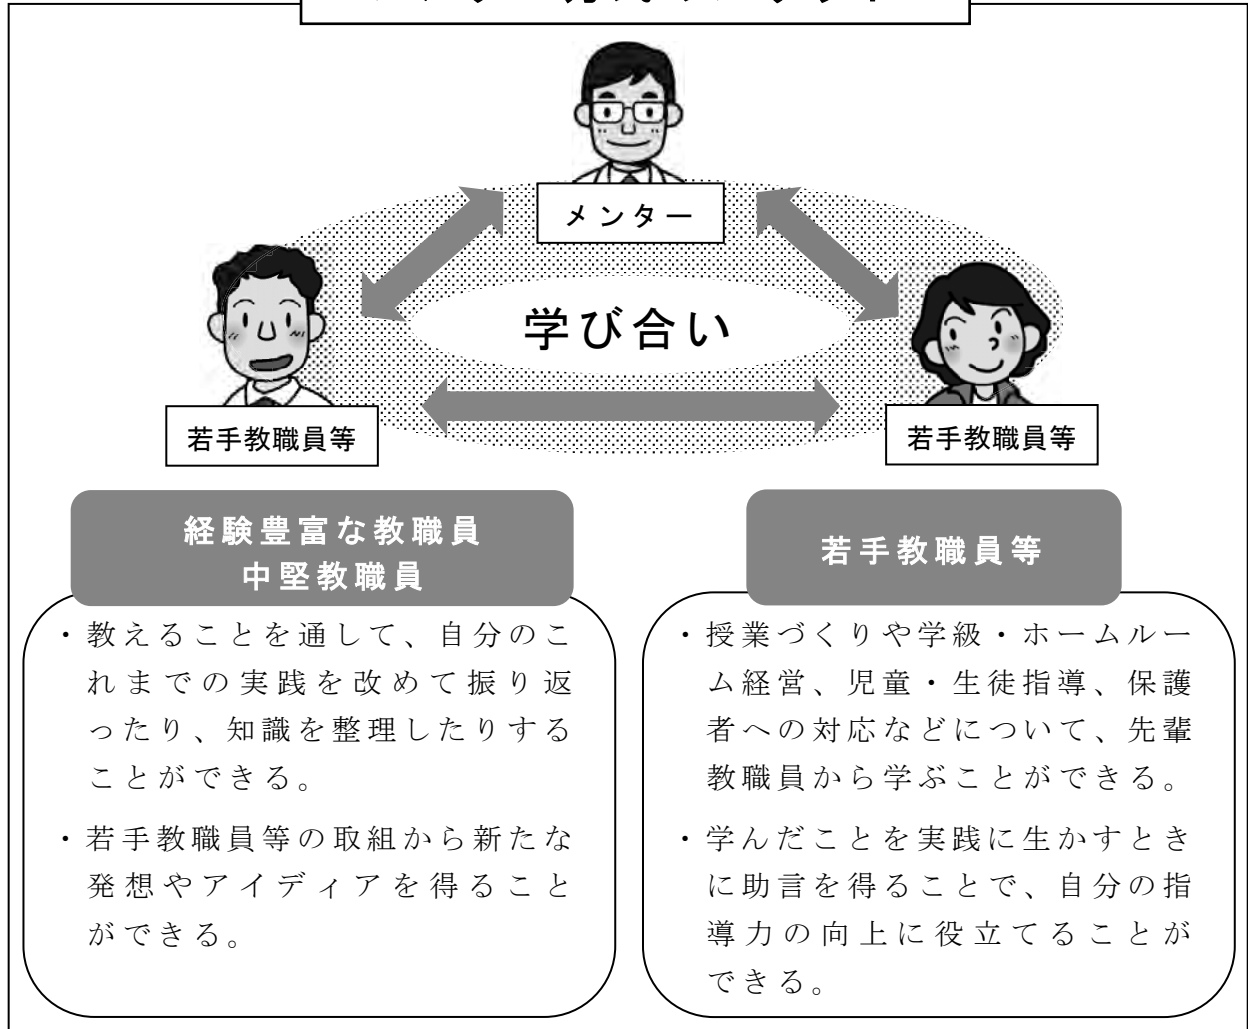 メンター
学び合い
若手教職員等
若手教職員等
経験豊富な教職員
中堅教職員
・教えることを通して、自分のこ
れまでの実践を改めて振り返
ったり、知識を整理したりする
ことができる。
・若手教職員等の取組から新たな
発想やアイディアを得ること
ができる。
若手教職員等
・授業づくりや学級・ホームルー
ム経営、児童・生徒指導、保護
者への対応などについて、先輩
教職員から学ぶことができる。
・学んだことを実践に生かすとき
に助言を得ることで、自分の指
導力の向上に役立てることが
できる。